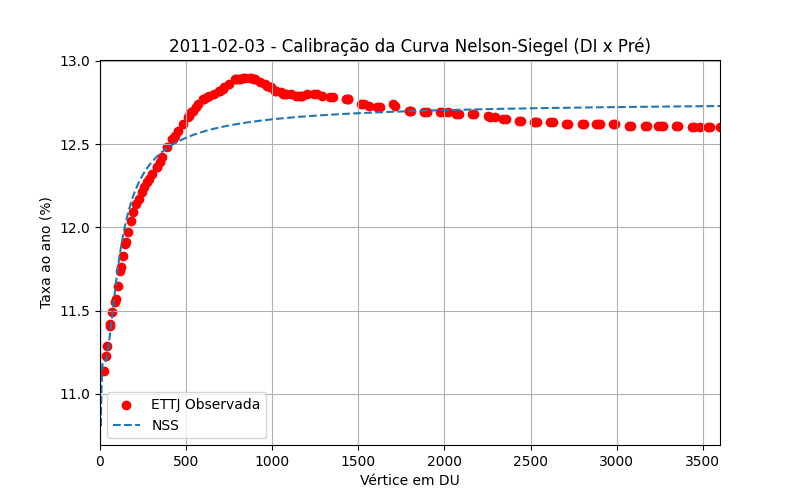 2011-02-03 - Calibração da Curva Nelson-Siegel (DI x Pré)
Taxa ao ano (%)
13.0
12.5
12.0
11.5
11.0
ETTJ Observada
NSS
0 500 1000 1500 2000 2500 3000 3500
Vértice em DU